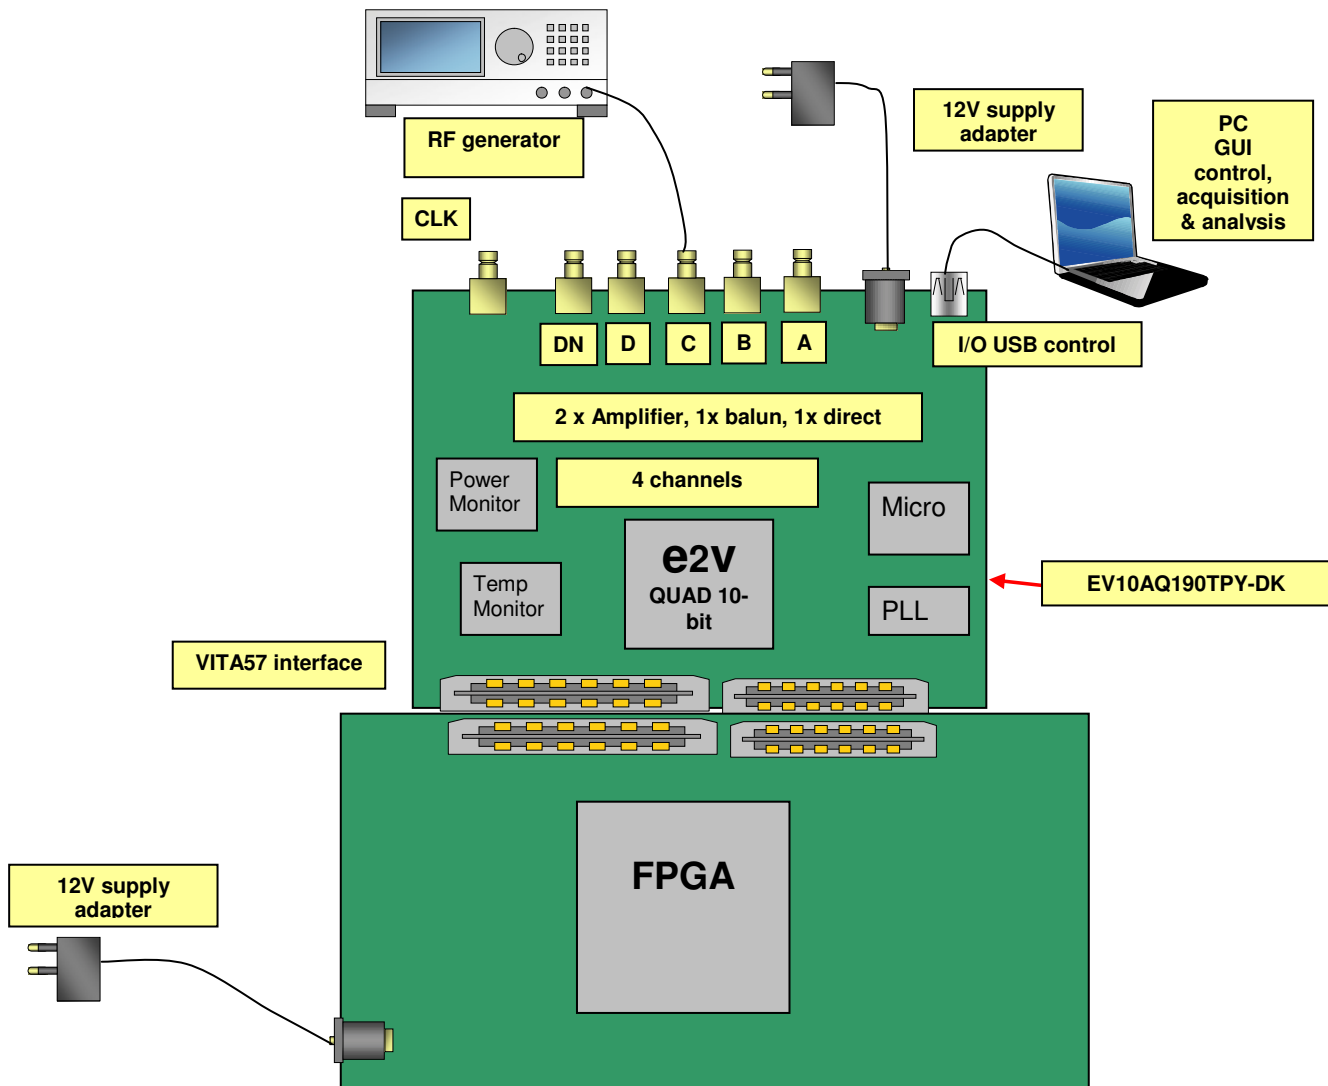 RF generator
12V supply
adapter
PC
GUI
control,
acquisition
& analysis
CLK
DN
D
C
B
A
I/O USB control
2 x Amplifier, 1x balun, 1x direct
4 channels
Power
Monitor
Micro
e2v
QUAD 10-
bit
Temp
Monitor
PLL
EV10AQ190TPY-DK
VITA57 interface
FPGA
12V supply
adapter